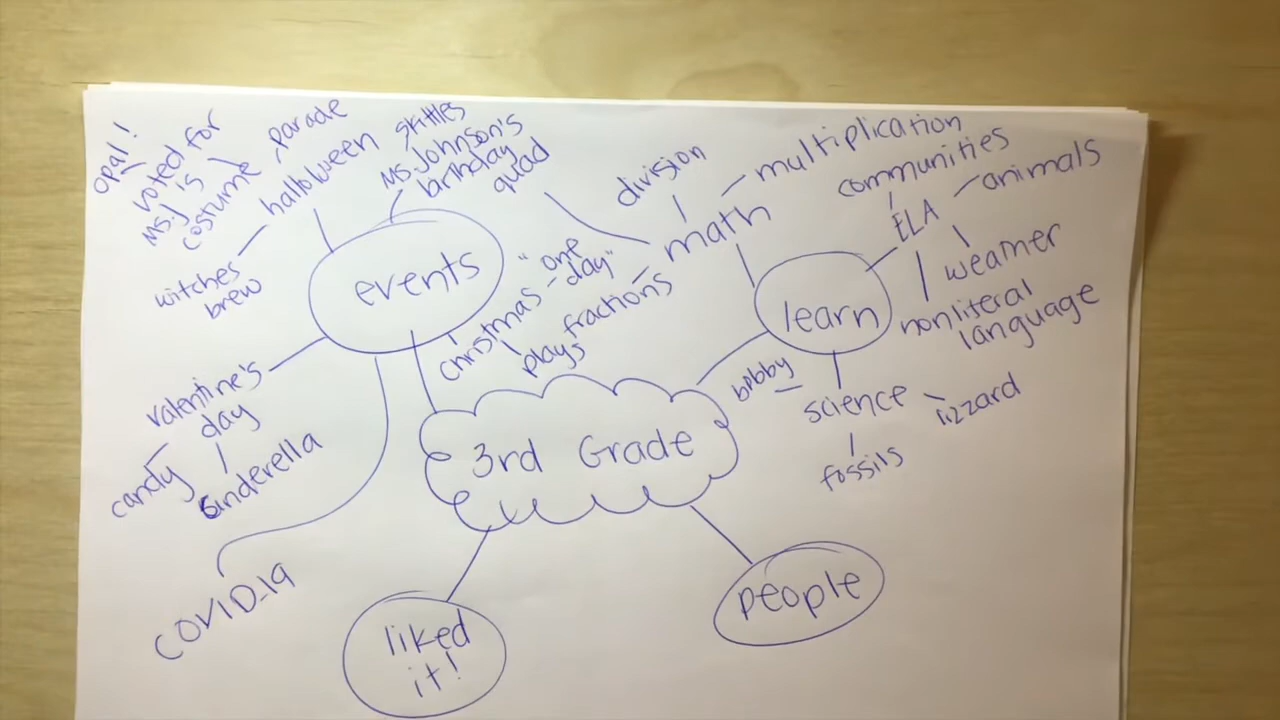 opal!
voted for
ms. J's
costume
parade
halloween
witches
brew
skittles
Ms. Johnson's
birthday
quad
events
christmas - "one
day"
plays
valentine's
day
candy
cinderella
COVID-19
division
multiplication
math
fractions
communities
animals
ELA
weather
nonliteral
language
learn
bobby
science
lizzard
fossils
3rd Grade
liked
it!
people